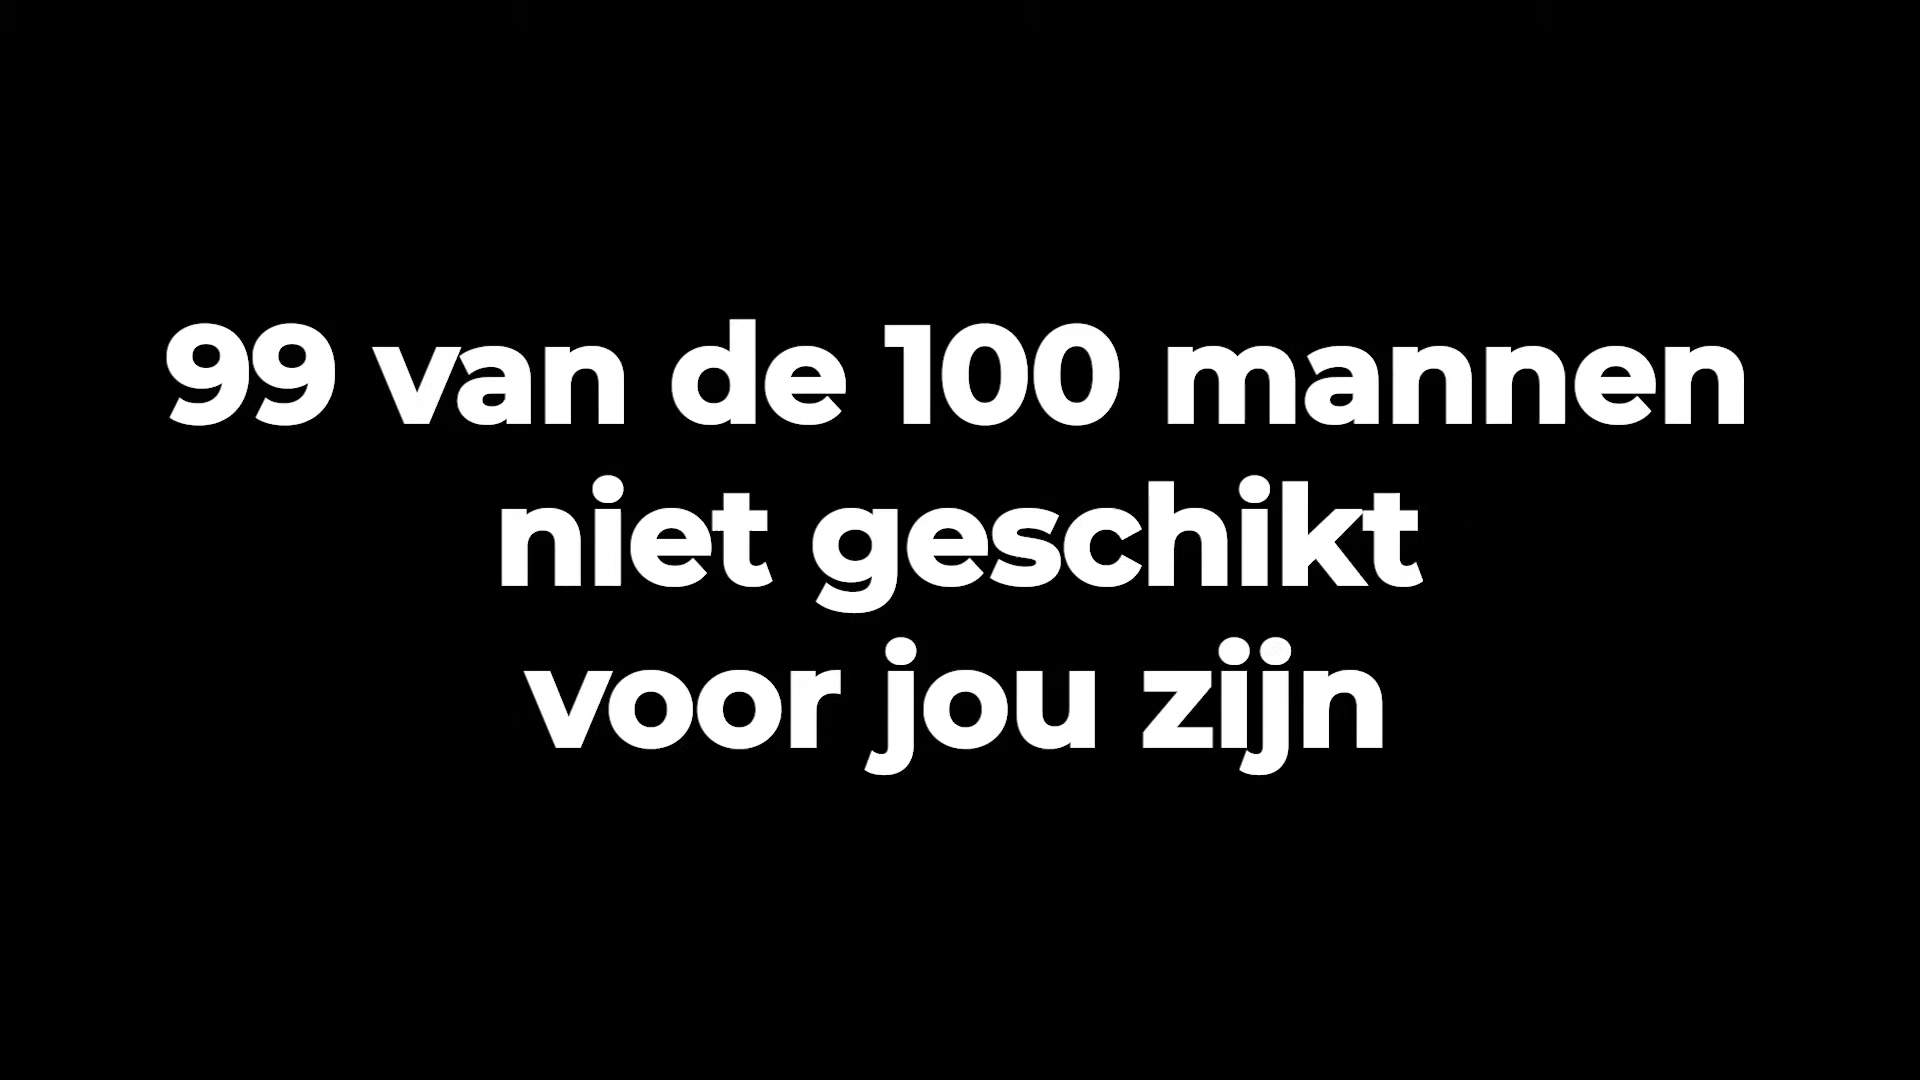 99 van de 100 mannen
niet geschikt
voor jou zijn